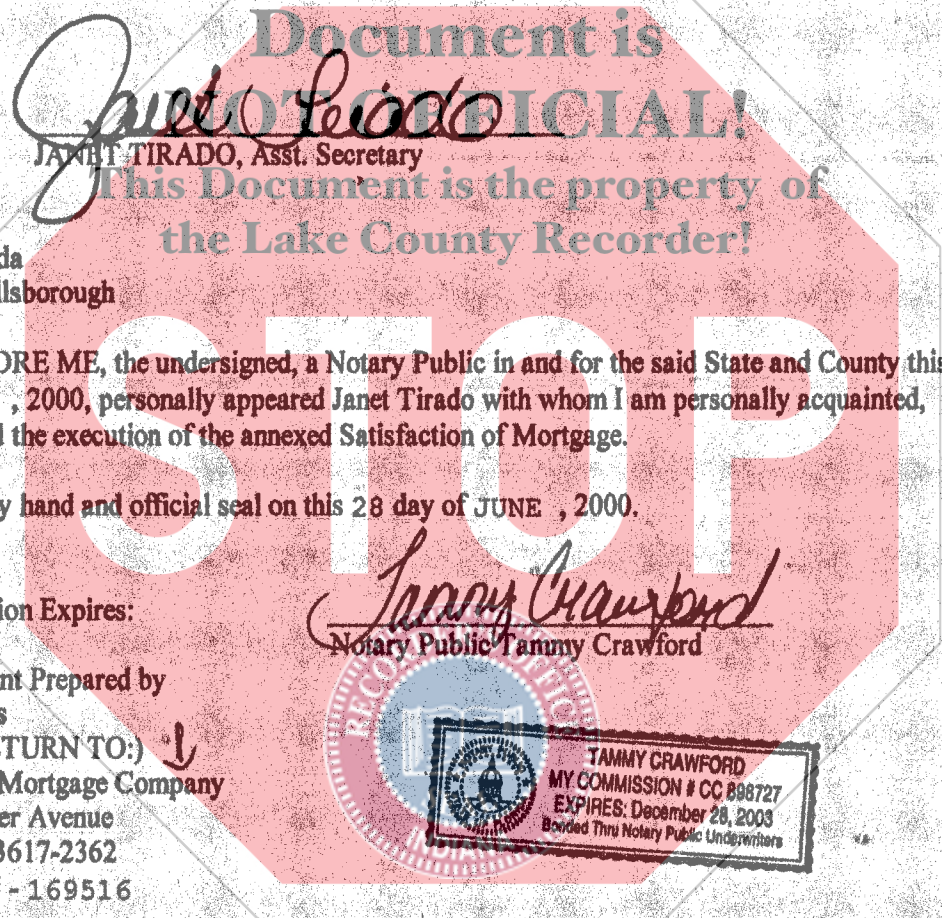 Document is
NOT OFFICIAL!
Janet Tirado
JANET TIRADO, Asst. Secretary
This Document is the property of
the Lake County Recorder!
da
llsborough
ORE ME, the undersigned, a Notary Public in and for the said State and County this
, 2000, personally appeared Janet Tirado with whom I am personally acquainted,
d the execution of the annexed Satisfaction of Mortgage.
STOP
y hand and official seal on this 28 day of JUNE , 2000.
Tammy Crawford
ion Expires:
Notary Public Tammy Crawford
nt Prepared by
s
ETURN TO:)
Mortgage Company
er Avenue
3617-2362
- 169516
INDIANA
TAMMY CRAWFORD
MY COMMISSION # CC 898727
EXPIRES: December 28, 2003
Bonded Thru Notary Public Underwriters